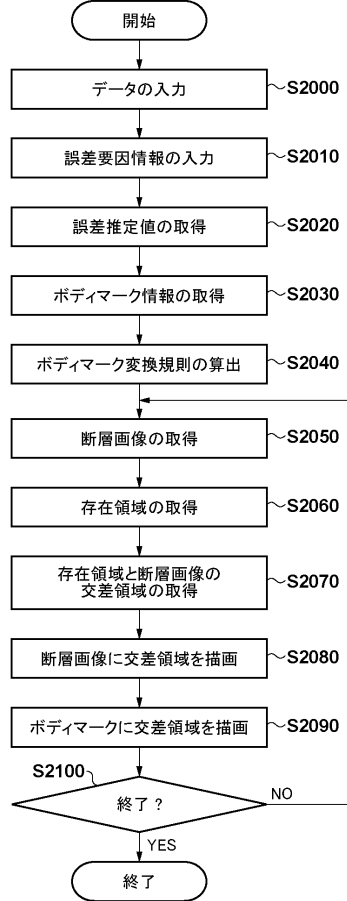 開始
データの入力 S2000
誤差要因情報の入力 S2010
誤差推定値の取得 S2020
ボディマーク情報の取得 S2030
ボディマーク変換規則の算出 S2040
断層画像の取得 S2050
存在領域の取得 S2060
存在領域と断層画像の
交差領域の取得 S2070
断層画像に交差領域を描画 S2080
ボディマークに交差領域を描画 S2090
S2100
終了？ NO
YES
終了